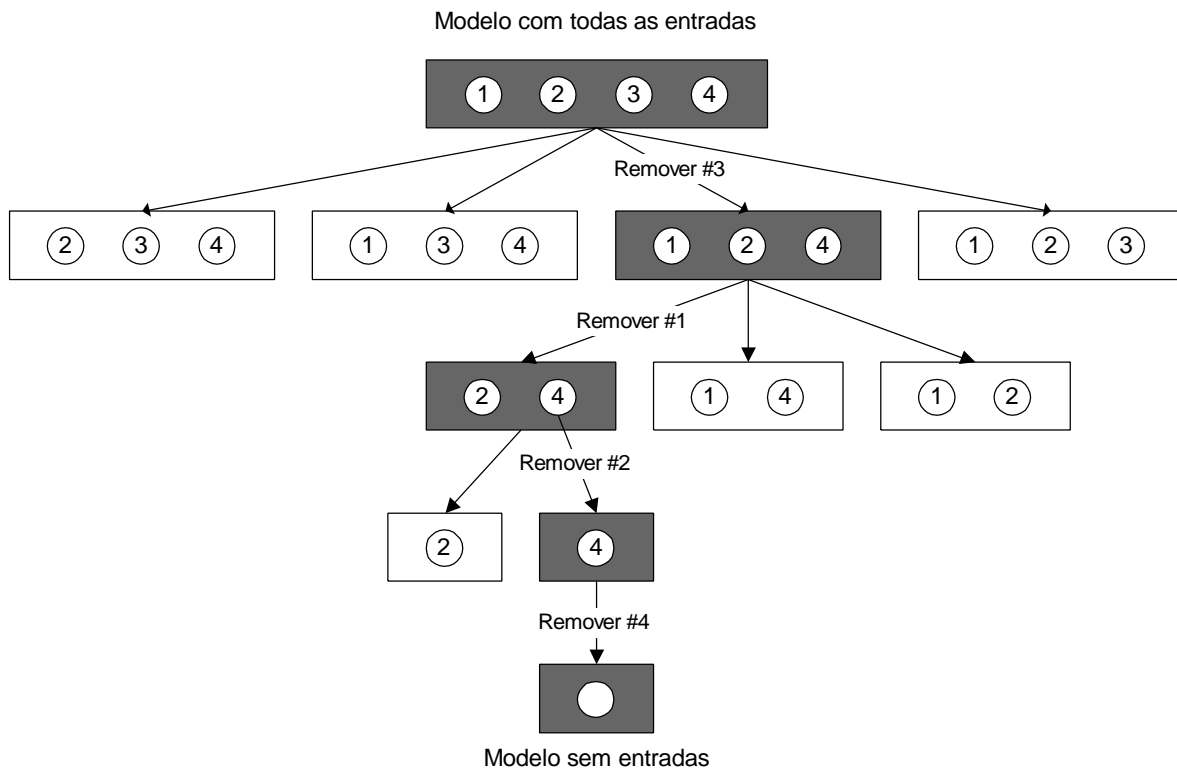 Modelo com todas as entradas
1 2 3 4
Remover #3
2 3 4 1 3 4 1 2 4 1 2 3
Remover #1
2 4 1 4 1 2
Remover #2
2 4
Remover #4
Modelo sem entradas